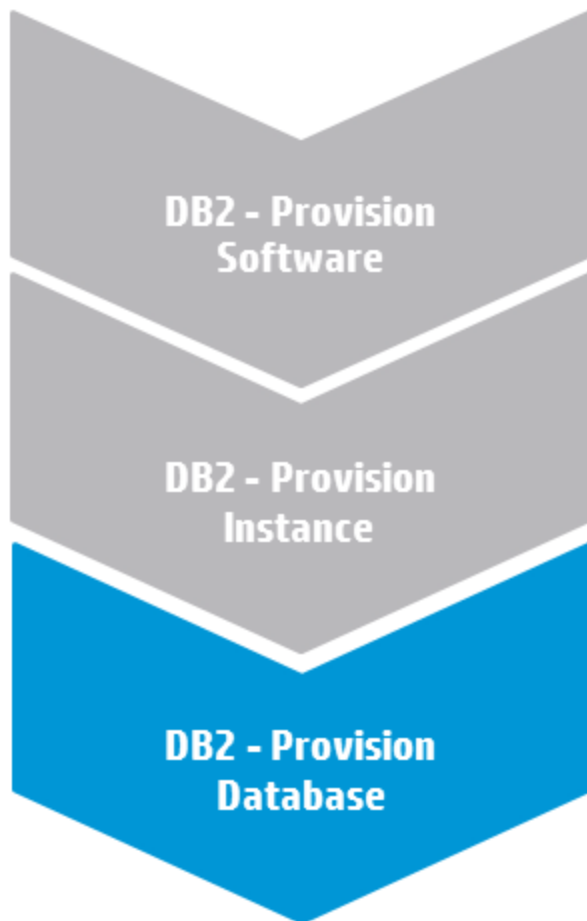 DB2 - Provision
Software
DB2 - Provision
Instance
DB2 - Provision
Database